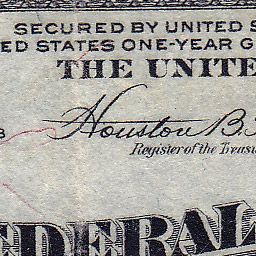 SECURED BY UNITED S
ED STATES ONE-YEAR G
THE UNITE
Houston B.
Register of the Treasu
EDERAL